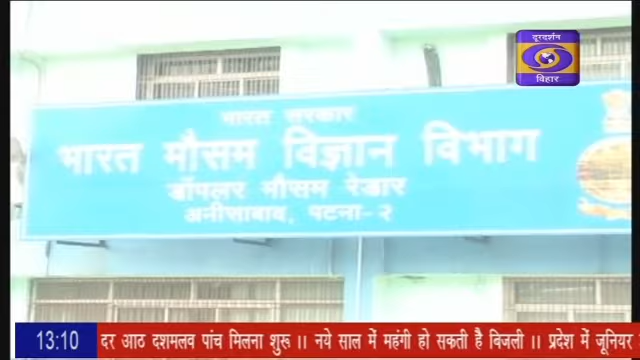 दूरदर्शन
बिहार
भारत सरकार
भारत मौसम विज्ञान विभाग
डॉपलर मौसम रेडार
अनीसाबाद, पटना-२
13:10 दर आठ दशमलव पांच मिलना शुरू || नये साल में महंगी हो सकती है बिजली || प्रदेश में जूनियर